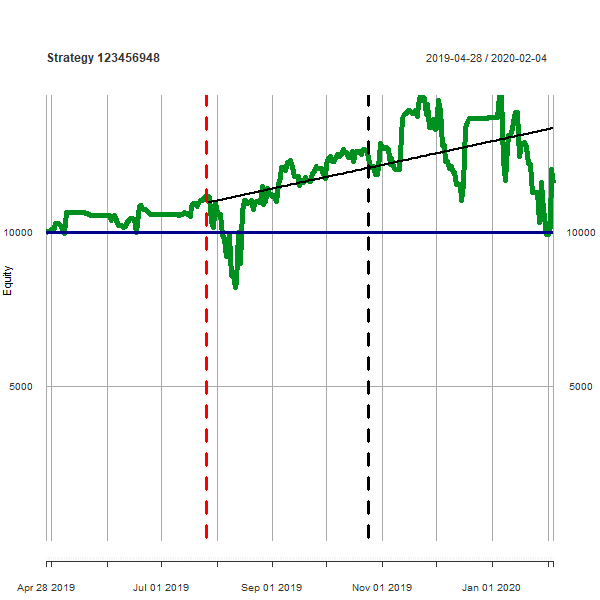 Strategy 123456948
2019-04-28 / 2020-02-04
10000
10000
Equity
5000
5000
Apr 28 2019
Jul 01 2019
Sep 01 2019
Nov 01 2019
Jan 01 2020